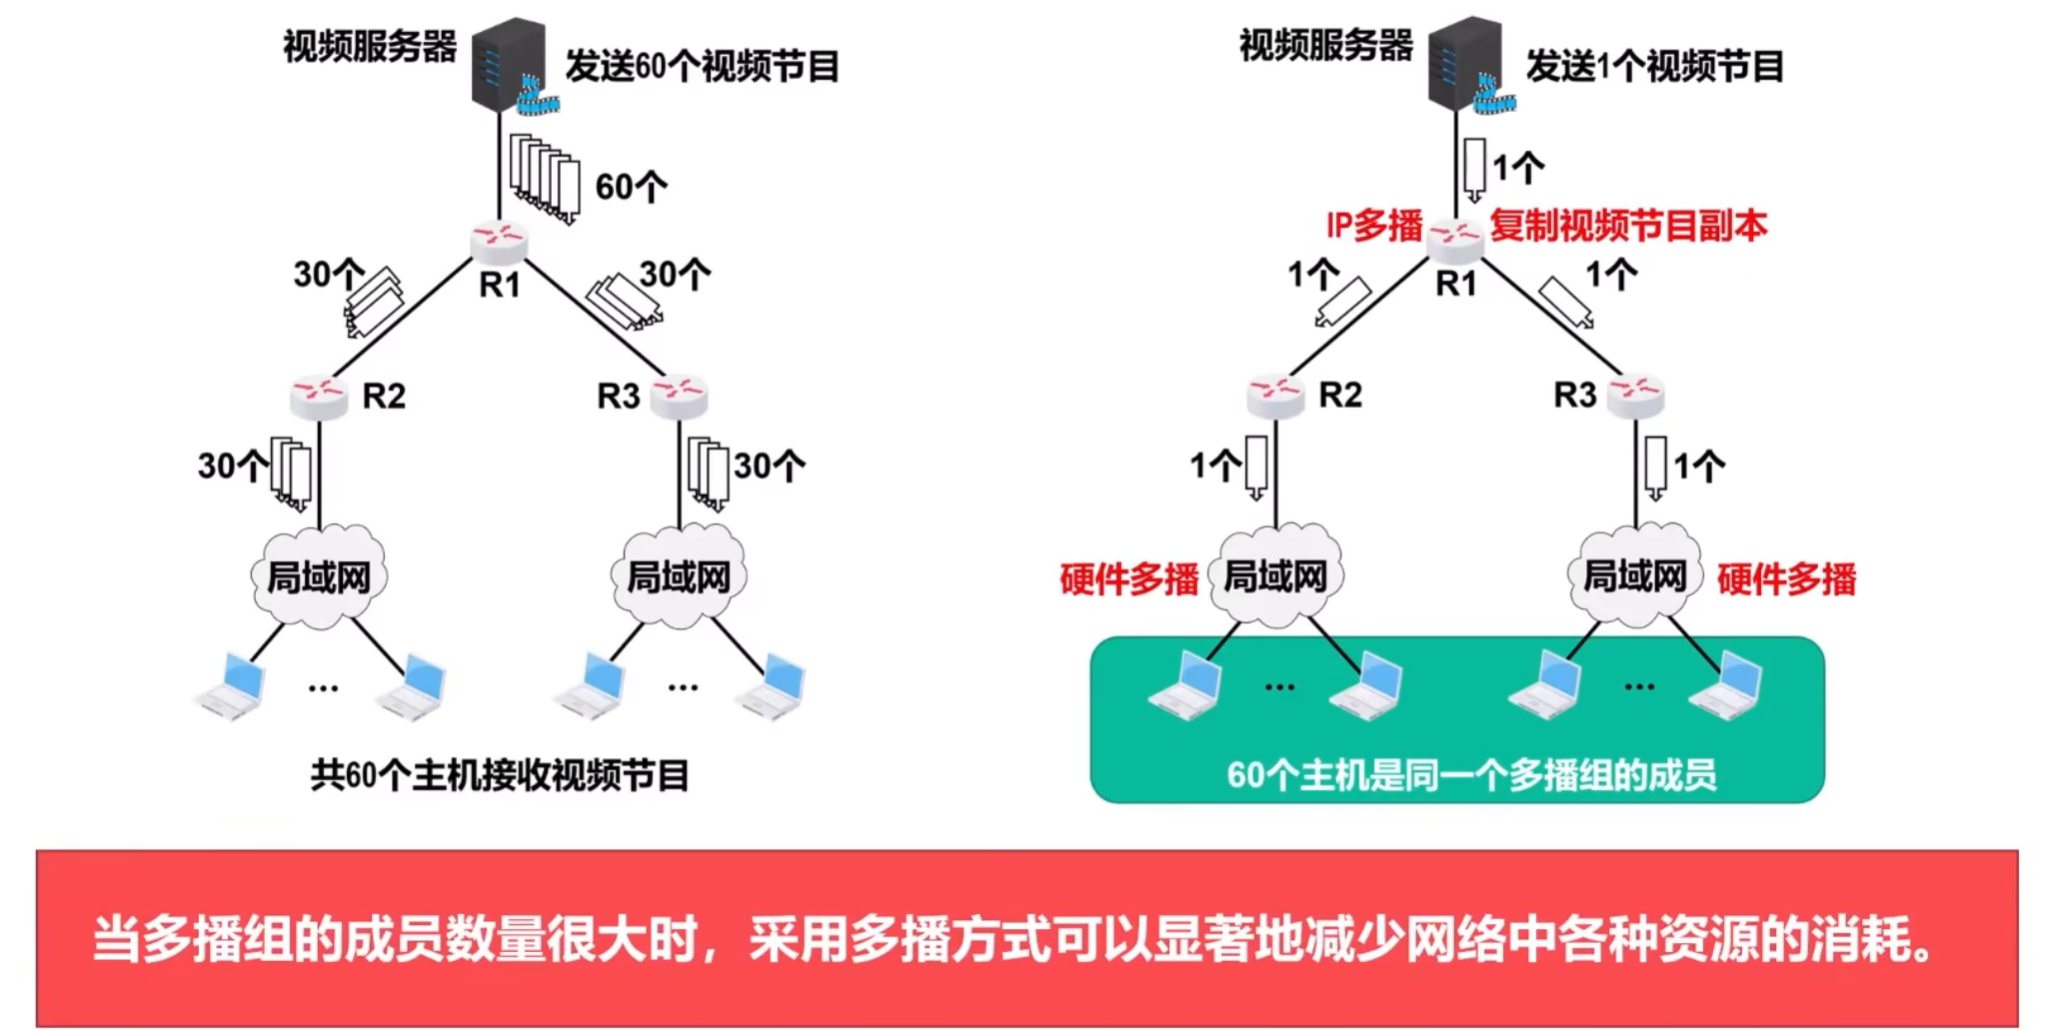 视频服务器
发送60个视频节目
60个
30个
30个
R1
R2
R3
30个
30个
局域网
局域网
...
...
共60个主机接收视频节目
视频服务器
发送1个视频节目
1个
IP多播
复制视频节目副本
1个
1个
R1
R2
R3
1个
1个
硬件多播
局域网
局域网
硬件多播
...
...
60个主机是同一个多播组的成员
当多播组的成员数量很大时，采用多播方式可以显著地减少网络中各种资源的消耗。